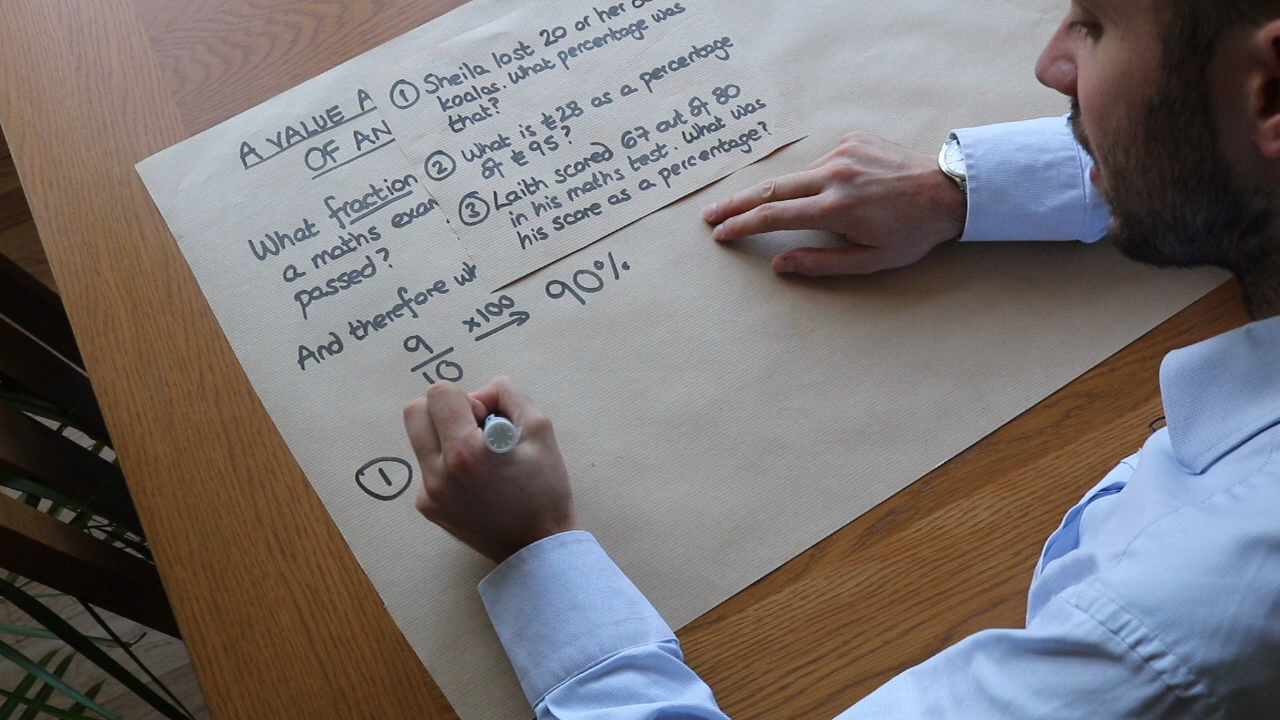 A VALUE A
OF AN
What fraction
a maths exam
passed?
And therefore wh
9/10 ×100 → 90%
①
① Sheila lost 20 of her
koalas. What percentage was
that?
② What is £28 as a percentage
of £95?
③ Laith scored 67 out of 80
in his maths test. What was
his score as a percentage?